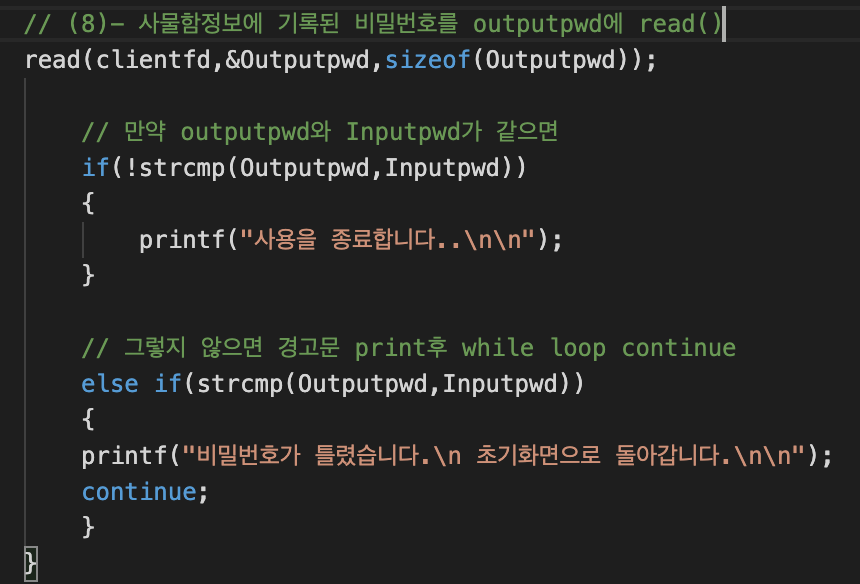 // (8)- 사물함정보에 기록된 비밀번호를 outputpwd에 read()
read(clientfd,&Outputpwd,sizeof(Outputpwd));
// 만약 outputpwd와 Inputpwd가 같으면
if(!strcmp(Outputpwd,Inputpwd))
{
printf("사용을 종료합니다..\n\n");
}
// 그렇지 않으면 경고문 print후 while loop continue
else if(strcmp(Outputpwd,Inputpwd))
{
printf("비밀번호가 틀렸습니다.\n 초기화면으로 돌아갑니다.\n\n");
continue;
}
}